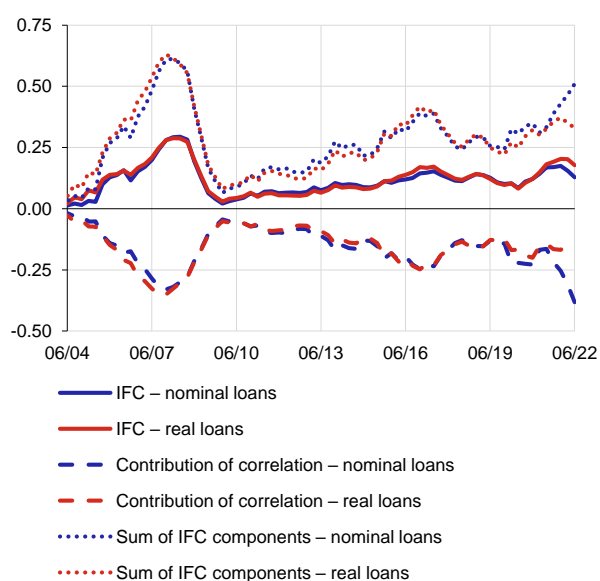 0.75
0.50
0.25
0.00
-0.25
-0.50
06/04 06/07 06/10 06/13 06/16 06/19 06/22
IFC – nominal loans
IFC – real loans
Contribution of correlation – nominal loans
Contribution of correlation – real loans
Sum of IFC components – nominal loans
Sum of IFC components – real loans